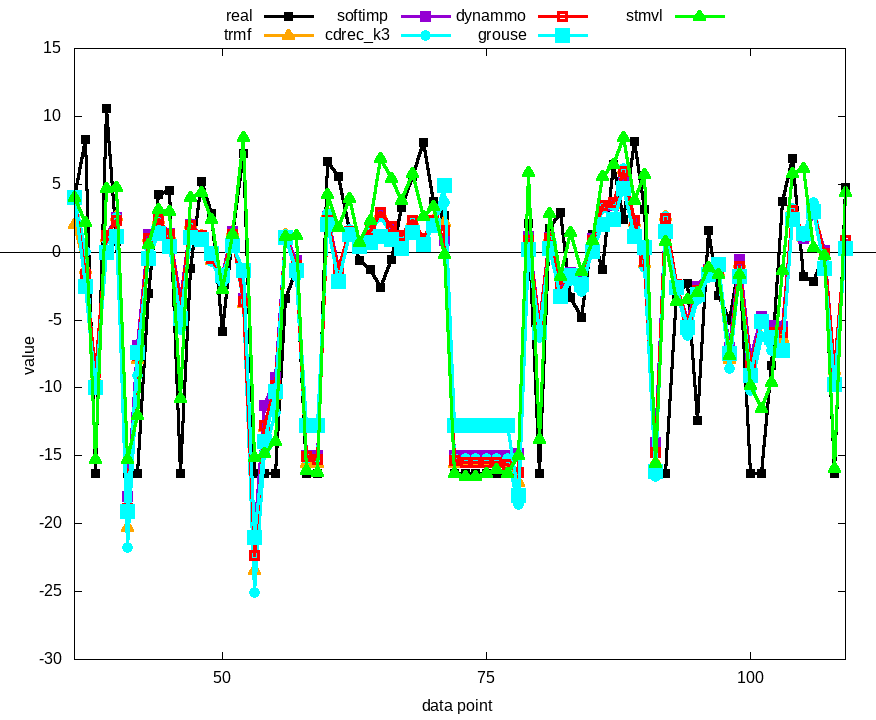 real softimp dynammo stmvl
trmf cdrec_k3 grouse
15
10
5
0
-5
-10
-15
-20
-25
-30
value
50 75 100
data point